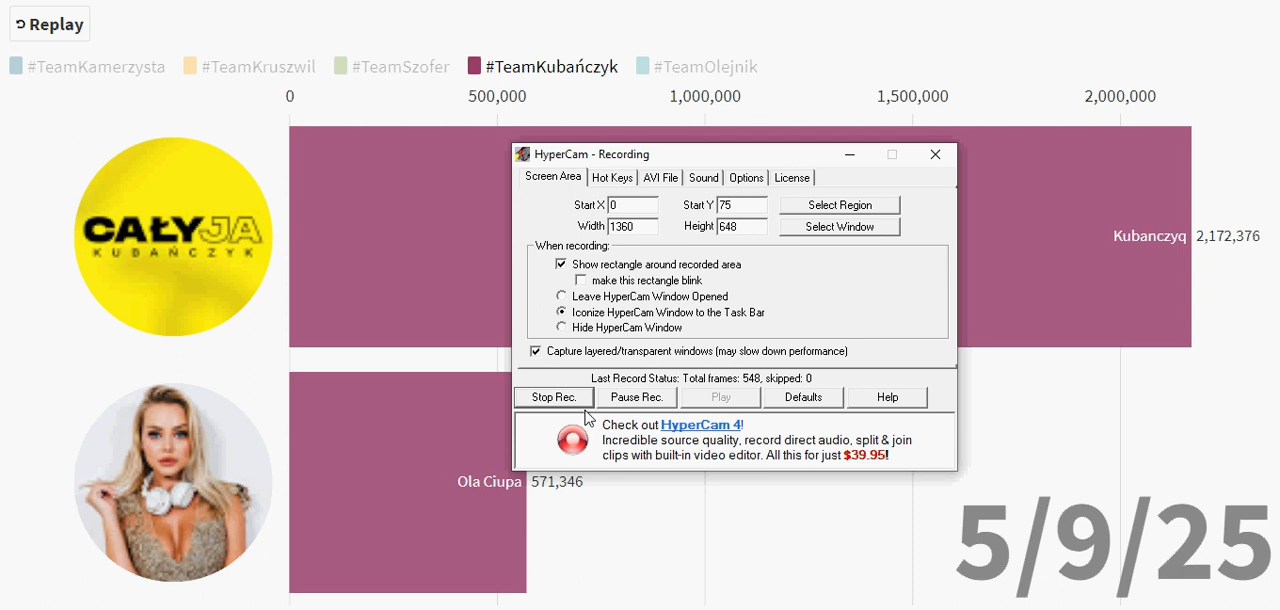 Replay
#TeamKamerzysta #TeamKruszwil #TeamSzofer #TeamKubańczyk #TeamOlejnik
0 500,000 1,000,000 1,500,000 2,000,000
CAŁYJA
KUBAŃCZYK
Kubanczyq 2,172,376
HyperCam - Recording
Screen Area Hot Keys AVI File Sound Options License
Start X 0 Start Y 75 Select Region
Width 1360 Height 648 Select Window
When recording:
Show rectangle around recorded area
make this rectangle blink
Leave HyperCam Window Opened
Iconize HyperCam Window to the Task Bar
Hide HyperCam Window
Capture layered/transparent windows (may slow down performance)
Last Record Status: Total frames: 548, skipped: 0
Stop Rec. Pause Rec. Play Defaults Help
Check out HyperCam 4!
Incredible source quality, record direct audio, split & join
clips with built-in video editor. All this for just $39.95!
Ola Ciupa 571,346
5/9/25